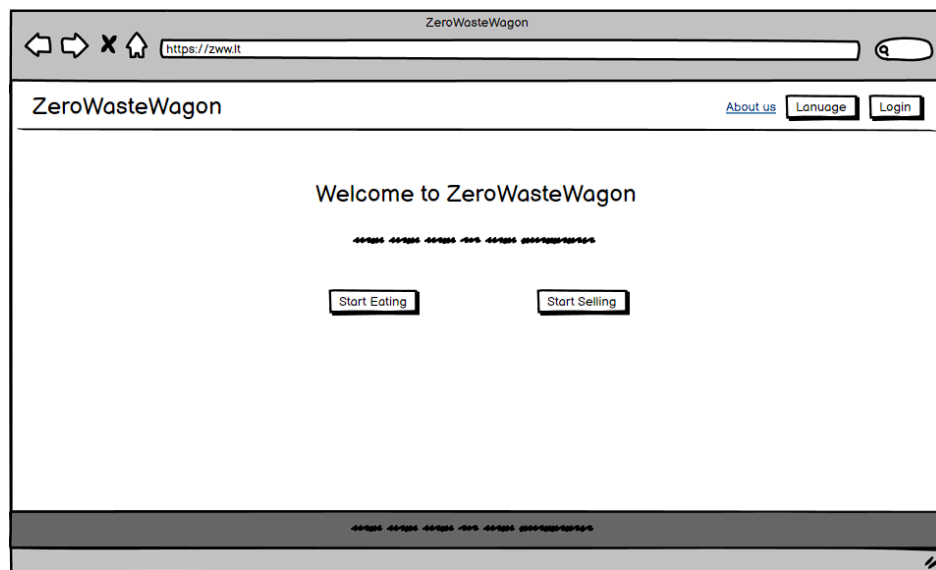 ZeroWasteWagon
https://zww.lt
ZeroWasteWagon About us Lanuage Login
Welcome to ZeroWasteWagon
Start Eating Start Selling